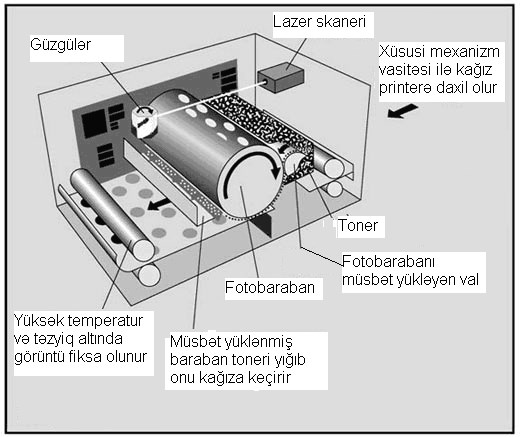 Lazer skaneri
Güzgülər
Xüsusi mexanizm
vasitəsi ilə kağız
printerə daxil olur
Toner
Fotobarabanı
müsbət yükləyən val
Fotobaraban
Yüksək temperatur
və təzyiq altında
görüntü fiksa olunur
Müsbət yüklənmiş
baraban toneri yığıb
onu kağıza keçirir